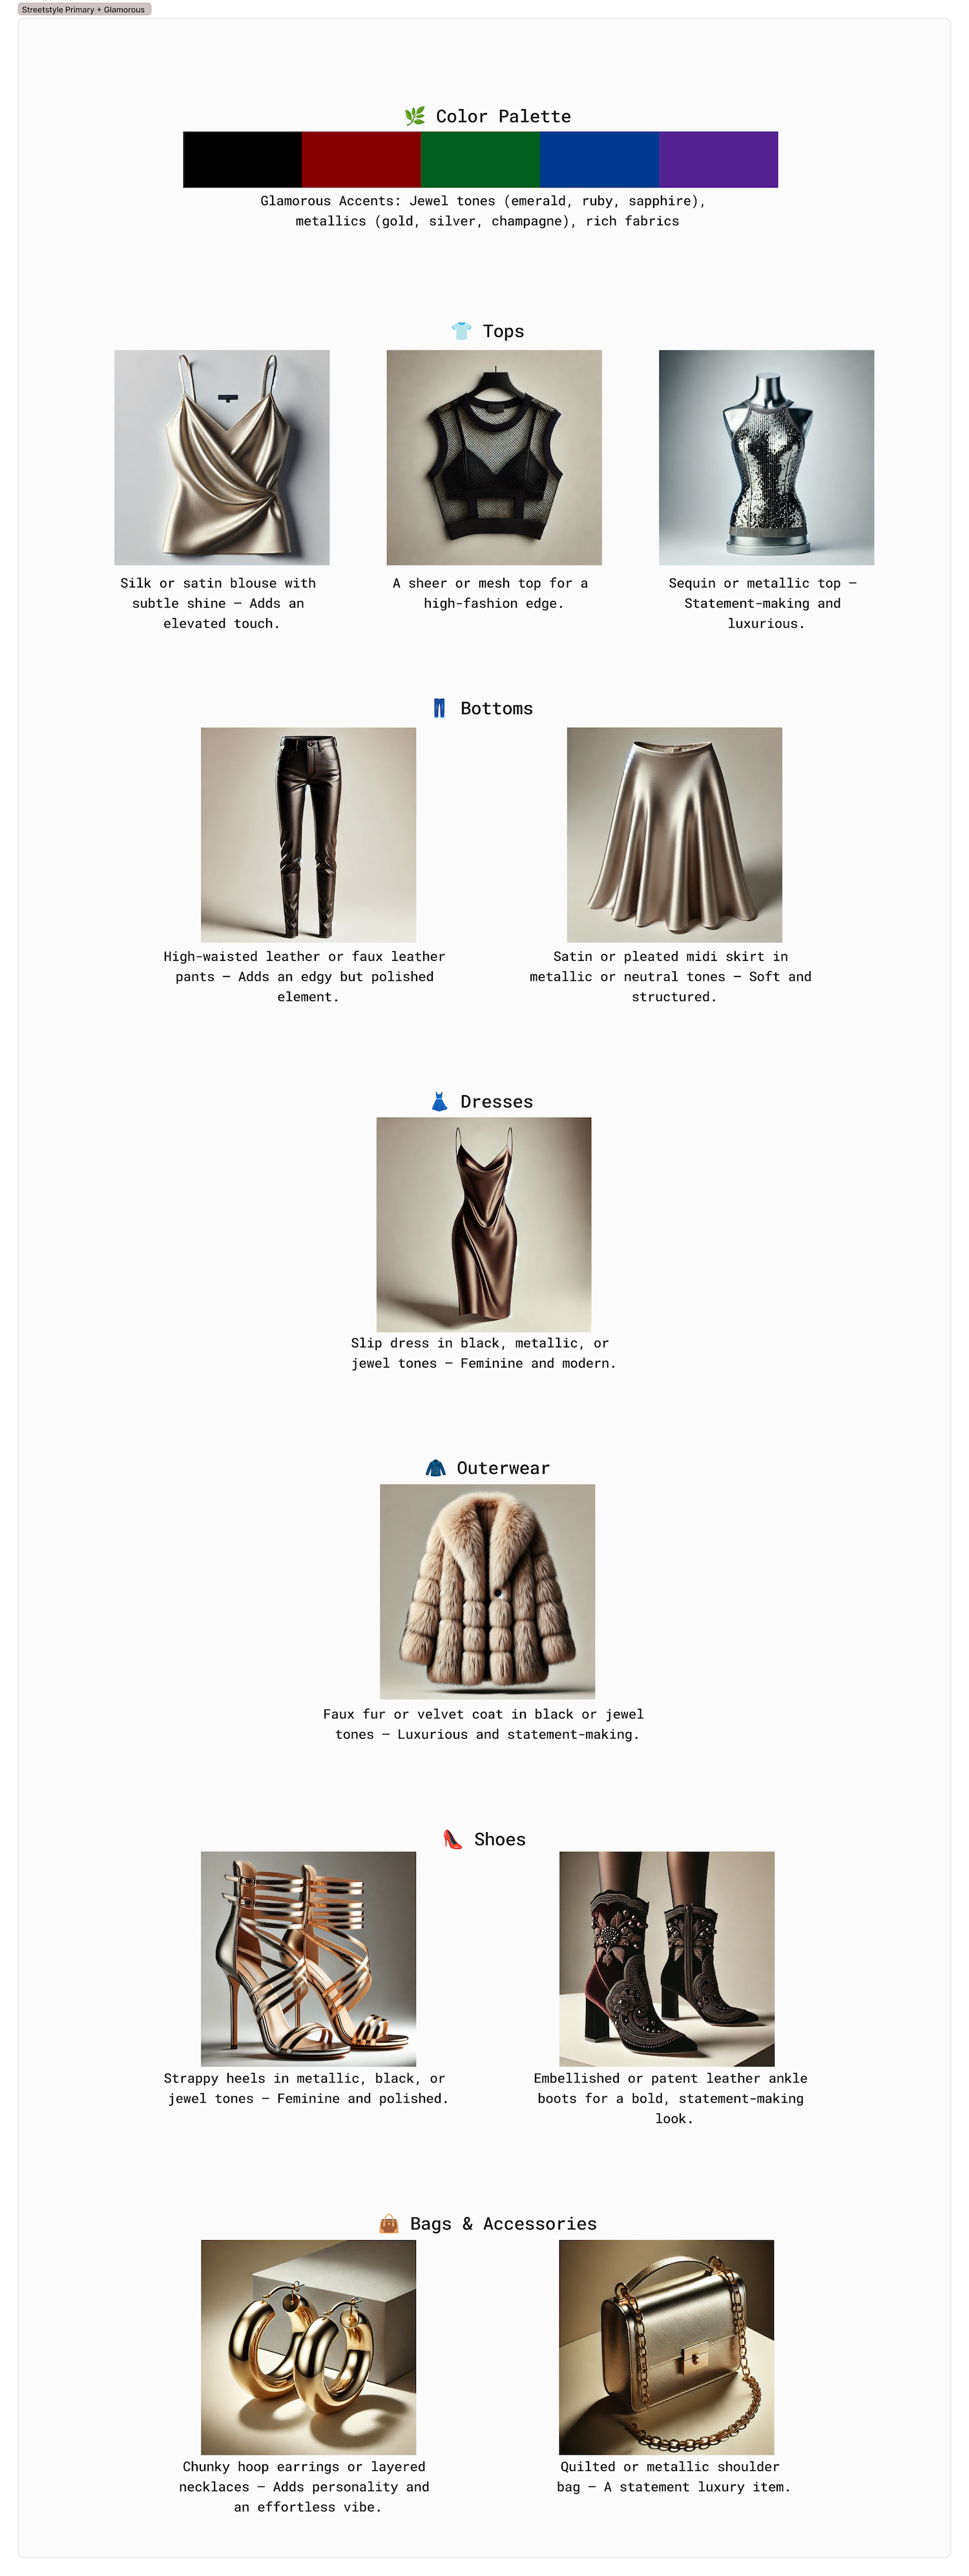 Streetstyle Primary + Glamorous
🌿 Color Palette
Glamorous Accents: Jewel tones (emerald, ruby, sapphire),
metallics (gold, silver, champagne), rich fabrics
👕 Tops
Silk or satin blouse with
subtle shine – Adds an
elevated touch.
A sheer or mesh top for a
high-fashion edge.
Sequin or metallic top –
Statement-making and
luxurious.
👖 Bottoms
High-waisted leather or faux leather
pants – Adds an edgy but polished
element.
Satin or pleated midi skirt in
metallic or neutral tones – Soft and
structured.
👗 Dresses
Slip dress in black, metallic, or
jewel tones – Feminine and modern.
🧥 Outerwear
Faux fur or velvet coat in black or jewel
tones – Luxurious and statement-making.
👠 Shoes
Strappy heels in metallic, black, or
jewel tones – Feminine and polished.
Embellished or patent leather ankle
boots for a bold, statement-making
look.
👜 Bags & Accessories
Chunky hoop earrings or layered
necklaces – Adds personality and
an effortless vibe.
Quilted or metallic shoulder
bag – A statement luxury item.